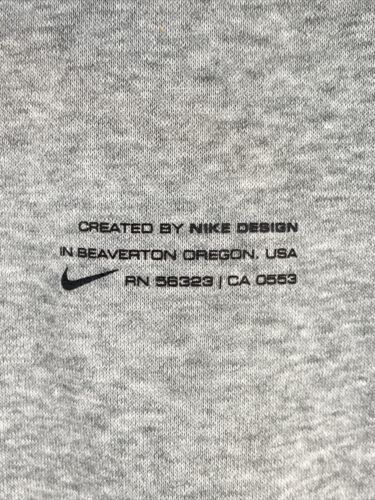 CREATED BY NIKE DESIGN
IN BEAVERTON OREGON, USA
RN 56323 | CA 0553